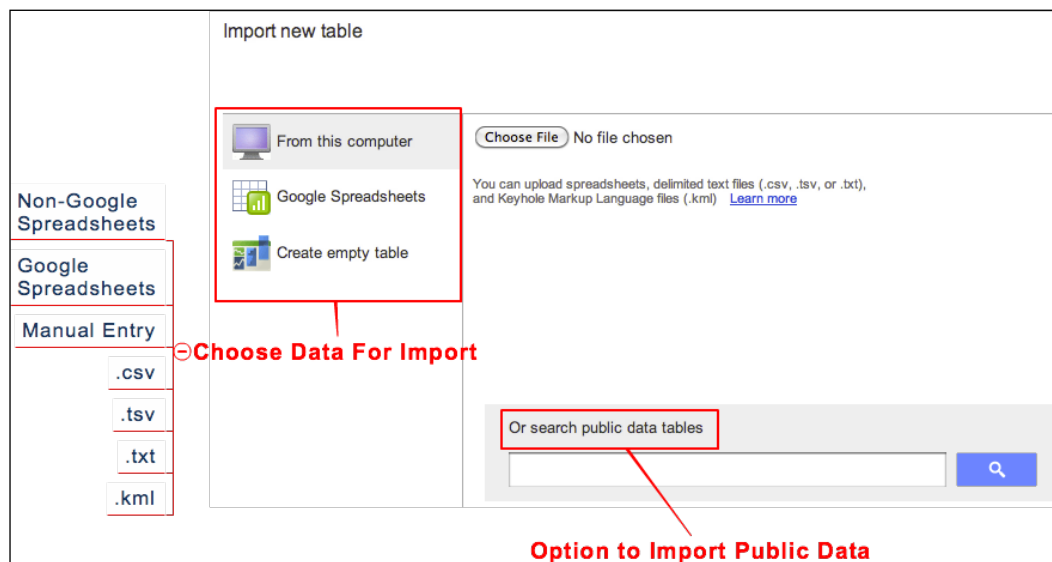 Import new table
From this computer
Google Spreadsheets
Create empty table
Choose File No file chosen
You can upload spreadsheets, delimited text files (.csv, .tsv, or .txt),
and Keyhole Markup Language files (.kml) Learn more
Non-Google
Spreadsheets
Google
Spreadsheets
Manual Entry
.csv
.tsv
.txt
.kml
Choose Data For Import
Or search public data tables
Option to Import Public Data